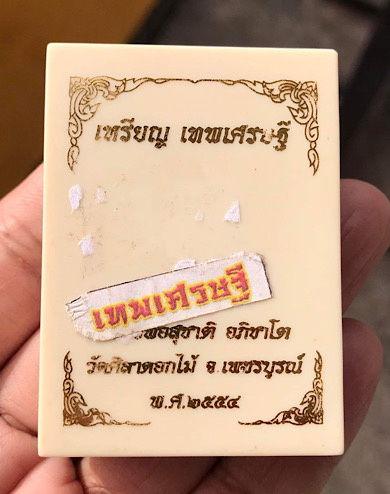 เหรียญ เทพเศรษฐี
เทพเศรษฐี
พ่อสุชาติ อภิชาโต
วัดศิลาดอกไม้ จ.เพชรบูรณ์
พ.ศ.๒๕๕๔